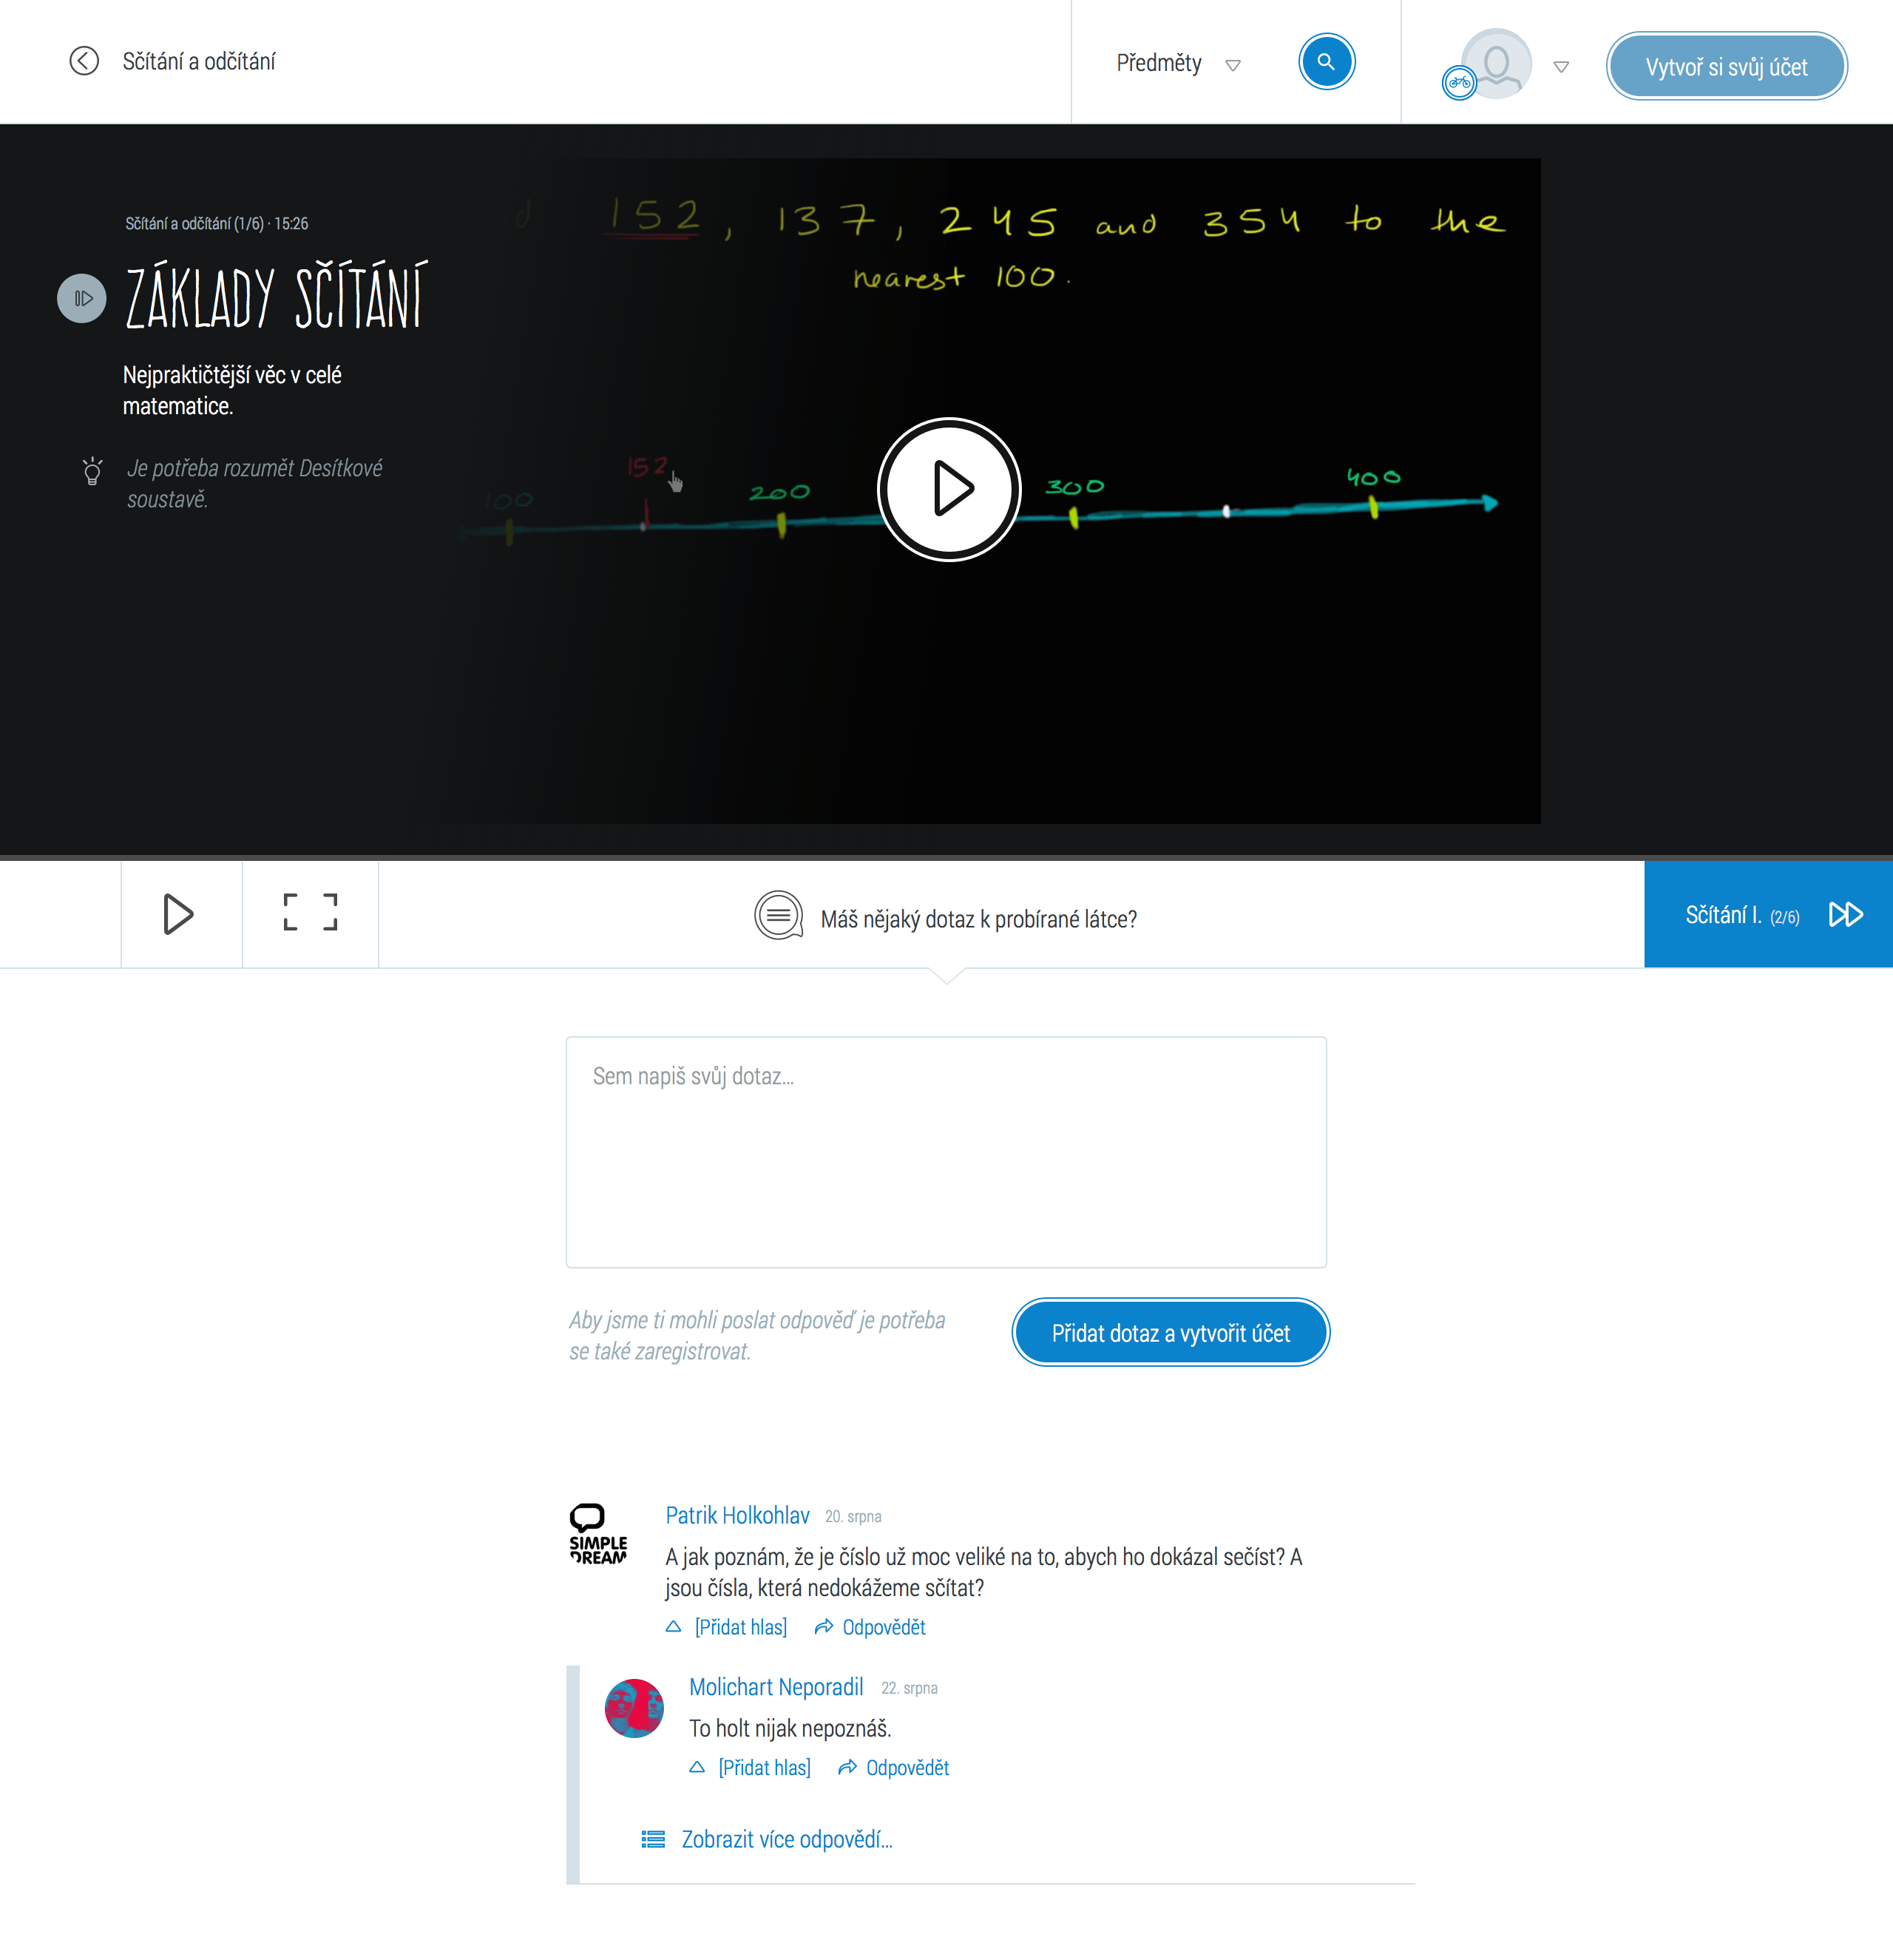 Sčítání a odčítání
Předměty
Vytvoř si svůj účet
Sčítání a odčítání (1/6) · 15:26
ZÁKLADY SČÍTÁNÍ
Nejpraktičtější věc v celé
matematice.
Je potřeba rozumět Desítkové
soustavě.
d 152, 137, 245 and 354 to the
nearest 100.
100
152
200
300
400
Máš nějaký dotaz k probírané látce?
Sčítání I. (2/6)
Sem napiš svůj dotaz...
Aby jsme ti mohli poslat odpověď je potřeba
se také zaregistrovat.
Přidat dotaz a vytvořit účet
SIMPLE
DREAM
Patrik Holkohlav 20. srpna
A jak poznám, že je číslo už moc veliké na to, abych ho dokázal sečíst? A
jsou čísla, která nedokážeme sčítat?
[Přidat hlas] Odpovědět
Molichart Neporadil 22. srpna
To holt nijak nepoznáš.
[Přidat hlas] Odpovědět
Zobrazit více odpovědí...